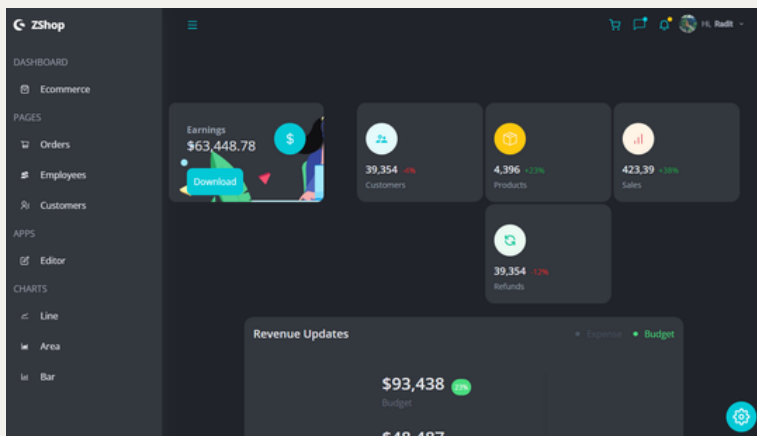 ZShop
Hi, Radit
DASHBOARD
Ecommerce
PAGES
Orders
Employees
Customers
APPS
Editor
CHARTS
Line
Area
Bar
Earnings
$63,448.78
$
Download
39,354 -4%
Customers
4,396 +23%
Products
423,39 +38%
Sales
39,354 -12%
Refunds
Revenue Updates
Expense
Budget
$93,438 23%
Budget
$48,487